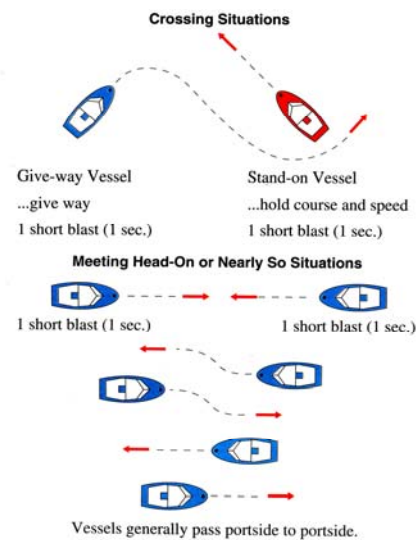 Crossing Situations
Give-way Vessel
...give way
1 short blast (1 sec.)
Stand-on Vessel
...hold course and speed
1 short blast (1 sec.)
Meeting Head-On or Nearly So Situations
1 short blast (1 sec.)
1 short blast (1 sec.)
Vessels generally pass portside to portside.